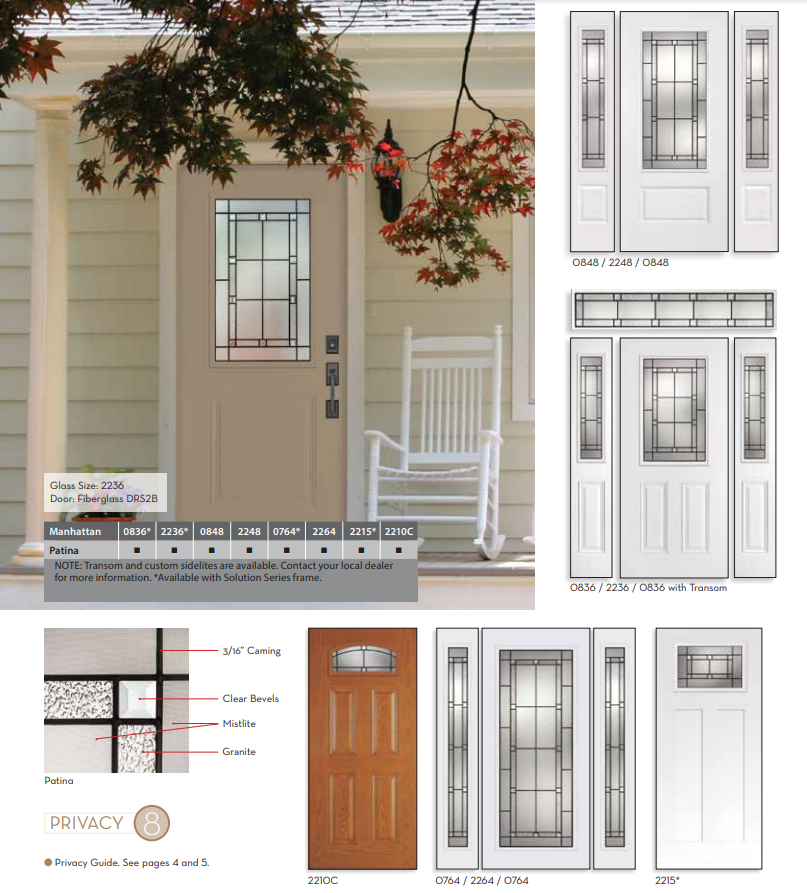 0848 / 2248 / 0848
Glass Size: 2236
Door: Fiberglass DRS2B
Manhattan 0836* 2236* 0848 2248 0764* 2264 2215* 2210C
Patina ■ ■ ■ ■ ■ ■ ■ ■
NOTE: Transom and custom sidelites are available. Contact your local dealer
for more information. *Available with Solution Series frame.
0836 / 2236 / 0836 with Transom
3/16" Caming
Clear Bevels
Mistlite
Granite
Patina
PRIVACY 8
Privacy Guide. See pages 4 and 5.
2210C
0764 / 2264 / 0764
2215*